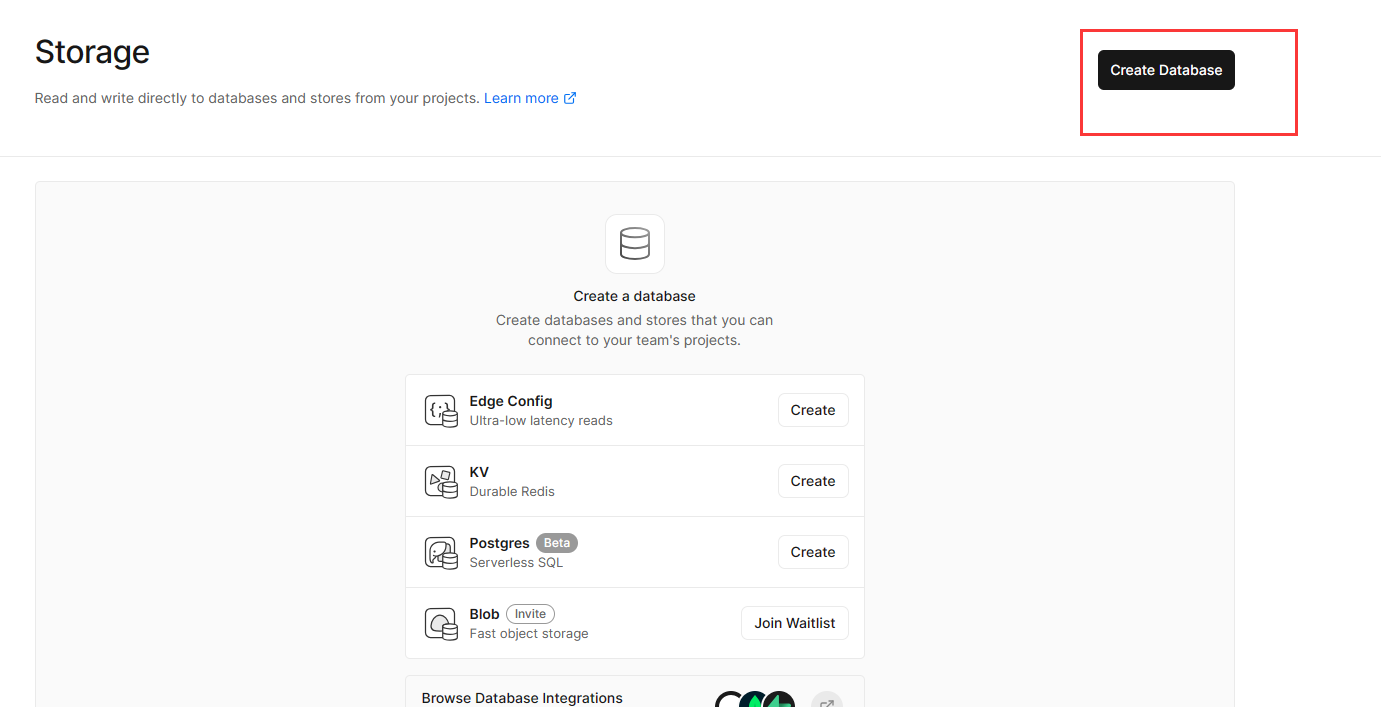 Storage
Create Database
Read and write directly to databases and stores from your projects. Learn more
Create a database
Create databases and stores that you can
connect to your team's projects.
Edge Config
Ultra-low latency reads
Create
KV
Durable Redis
Create
Postgres Beta
Serverless SQL
Create
Blob Invite
Fast object storage
Join Waitlist
Browse Database Integrations